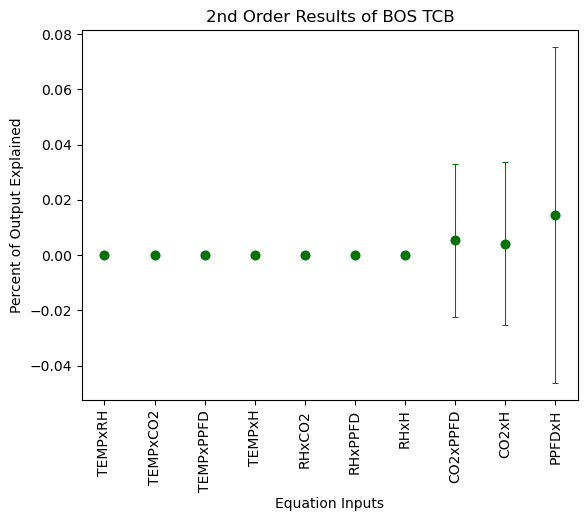 2nd Order Results of BOS TCB
Percent of Output Explained
0.08
0.06
0.04
0.02
0.00
−0.02
−0.04
TEMPxRH
TEMPxCO2
TEMPxPPFD
TEMPxH
RHxCO2
RHxPPFD
RHxH
CO2xPPFD
CO2xH
PPFDxH
Equation Inputs